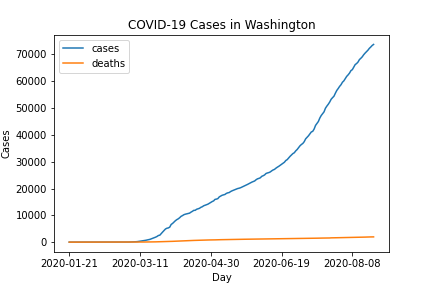 COVID-19 Cases in Washington
cases
deaths
70000
60000
50000
40000
30000
20000
10000
0
Cases
2020-01-21 2020-03-11 2020-04-30 2020-06-19 2020-08-08
Day